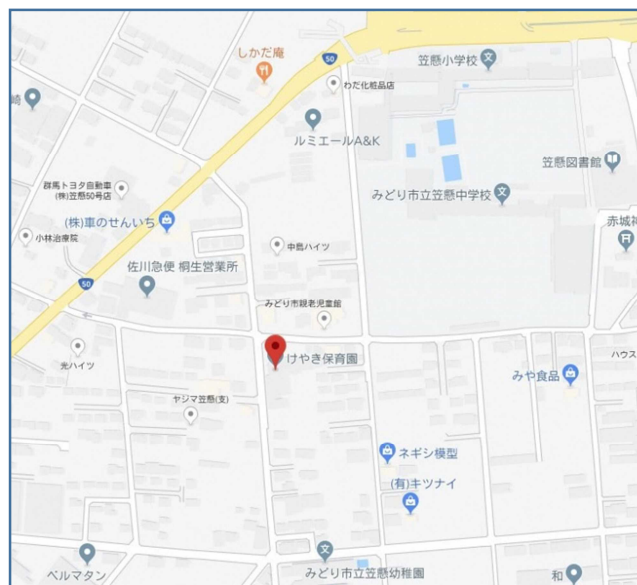 50
笠懸小学校
しかだ庵
わだ化粧品店
崎
ルミエールA&K
笠懸図書館
群馬トヨタ自動車
(株)笠懸50号店
みどり市立笠懸中学校
(株)車のせんいち
赤城神
小林治療院
中島ハイツ
佐川急便 桐生営業所
50
みどり市親老児童館
光ハイツ
けやき保育園
ハウス
みや食品
ヤジマ笠懸(支)
ネギシ模型
(有)キツナイ
ベルマタン
みどり市立笠懸幼稚園
和